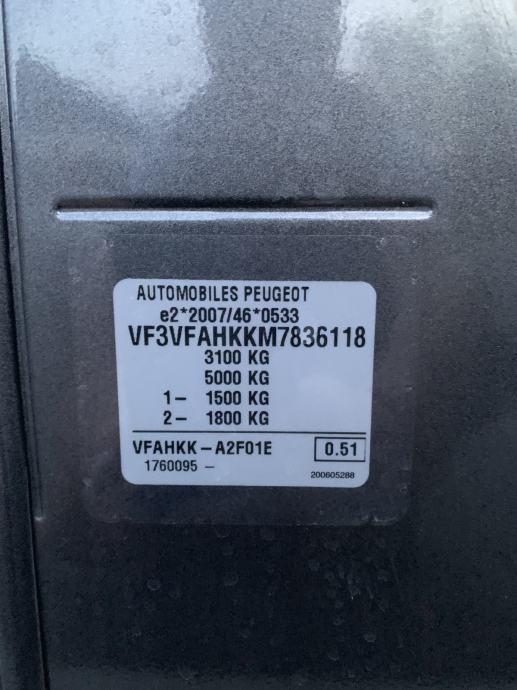 AUTOMOBILES PEUGEOT
e2*2007/46*0533
VF3VFAHKKM7836118
3100 KG
5000 KG
1- 1500 KG
2- 1800 KG
VFAHKK-A2F01E 0.51
1760095 -
200605288